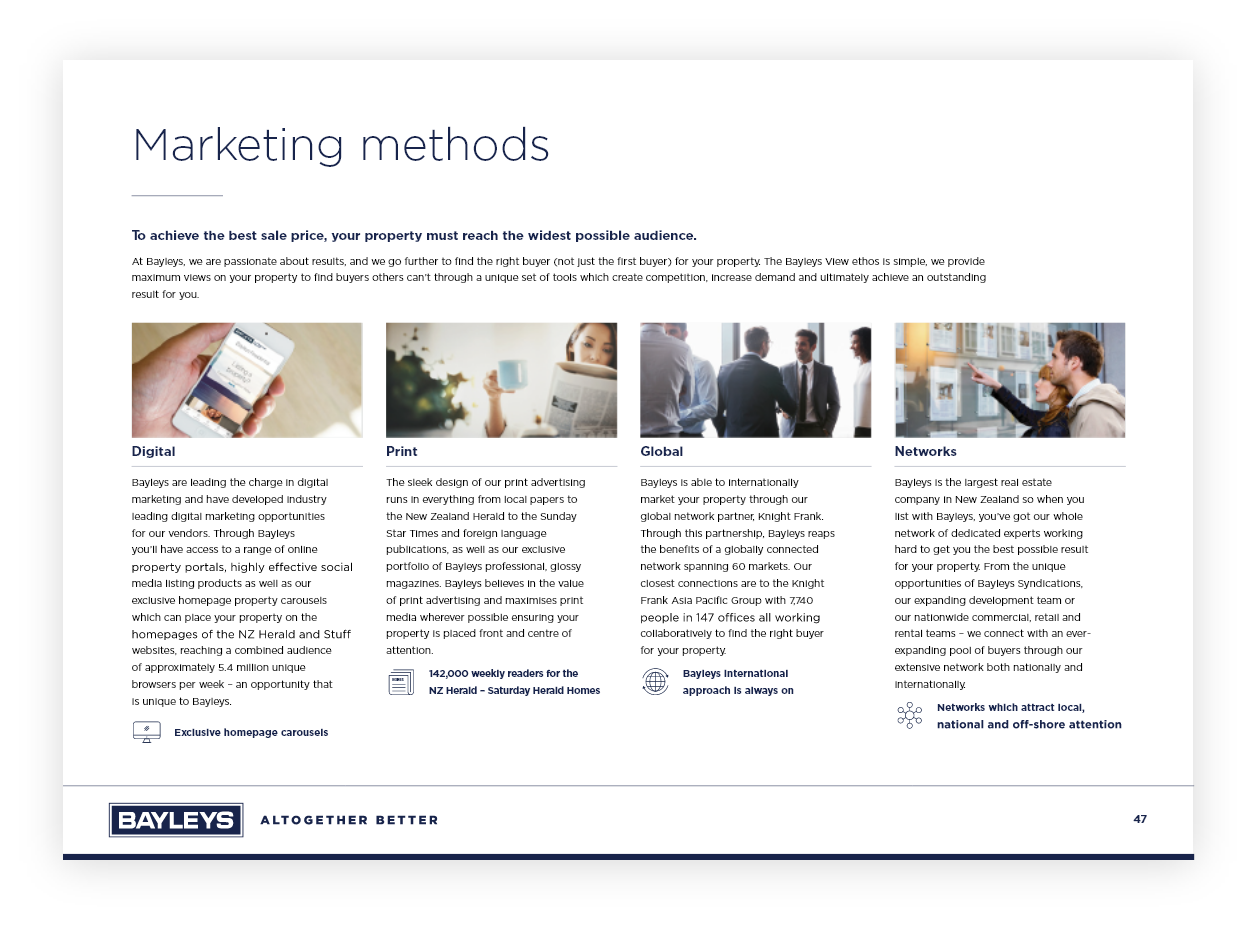 Marketing methods
To achieve the best sale price, your property must reach the widest possible audience.
At Bayleys, we are passionate about results, and we go further to find the right buyer (not just the first buyer) for your property. The Bayleys View ethos is simple, we provide
maximum views on your property to find buyers others can't through a unique set of tools which create competition, increase demand and ultimately achieve an outstanding
result for you.
Digital
Bayleys are leading the charge in digital
marketing and have developed industry
leading digital marketing opportunities
for our vendors. Through Bayleys
you'll have access to a range of online
property portals, highly effective social
media listing products as well as our
exclusive homepage property carousels
which can place your property on the
homepages of the NZ Herald and Stuff
websites, reaching a combined audience
of approximately 5.4 million unique
browsers per week – an opportunity that
is unique to Bayleys.
Exclusive homepage carousels
Print
The sleek design of our print advertising
runs in everything from local papers to
the New Zealand Herald to the Sunday
Star Times and foreign language
publications, as well as our exclusive
portfolio of Bayleys professional, glossy
magazines. Bayleys believes in the value
of print advertising and maximises print
media wherever possible ensuring your
property is placed front and centre of
attention.
142,000 weekly readers for the
NZ Herald – Saturday Herald Homes
Global
Bayleys is able to internationally
market your property through our
global network partner, Knight Frank.
Through this partnership, Bayleys reaps
the benefits of a globally connected
network spanning 60 markets. Our
closest connections are to the Knight
Frank Asia Pacific Group with 7,740
people in 147 offices all working
collaboratively to find the right buyer
for your property.
Bayleys international
approach is always on
Networks
Bayleys is the largest real estate
company in New Zealand so when you
list with Bayleys, you've got our whole
network of dedicated experts working
hard to get you the best possible result
for your property. From the unique
opportunities of Bayleys Syndications,
our expanding development team or
our nationwide commercial, retail and
rental teams – we connect with an ever-
expanding pool of buyers through our
extensive network both nationally and
internationally.
Networks which attract local,
national and off-shore attention
BAYLEYS
ALTOGETHER BETTER
47